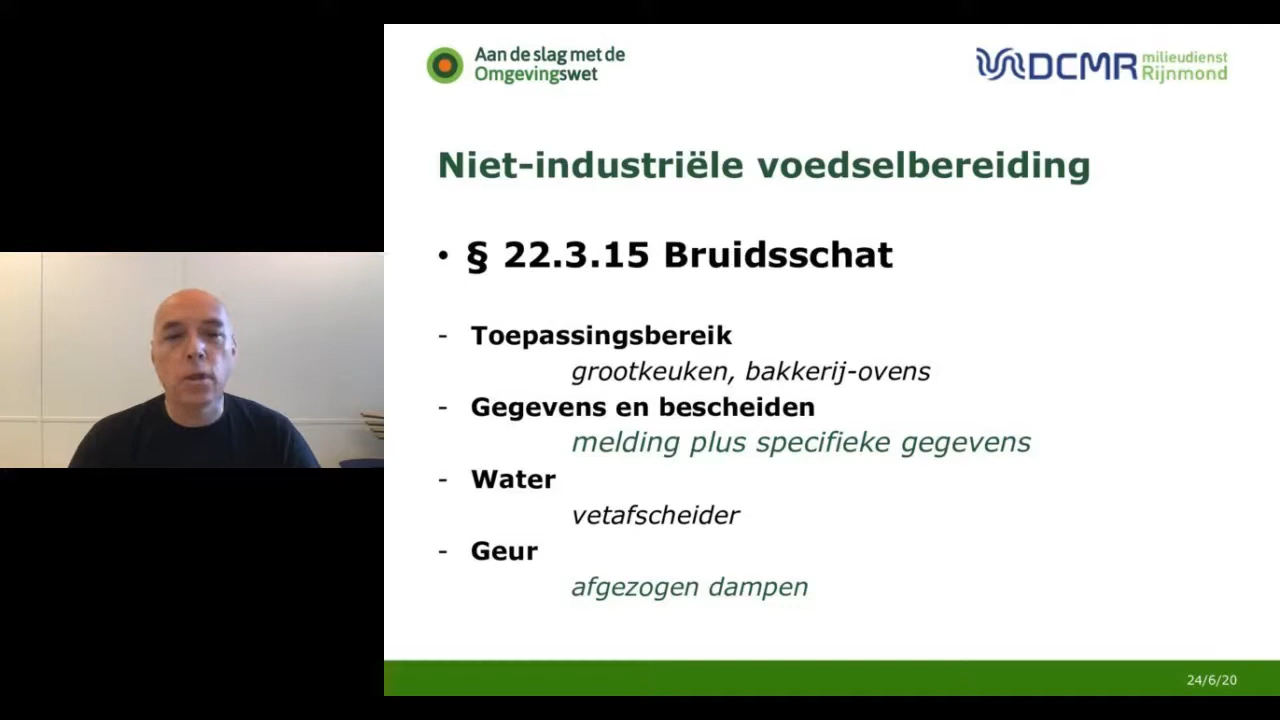 Aan de slag met de
Omgevingswet
DCMR milieudienst
Rijnmond
Niet-industriële voedselbereiding
• § 22.3.15 Bruidsschat
- Toepassingsbereik
grootkeuken, bakkerij-ovens
- Gegevens en bescheiden
melding plus specifieke gegevens
- Water
vetafscheider
- Geur
afgezogen dampen
24/6/20